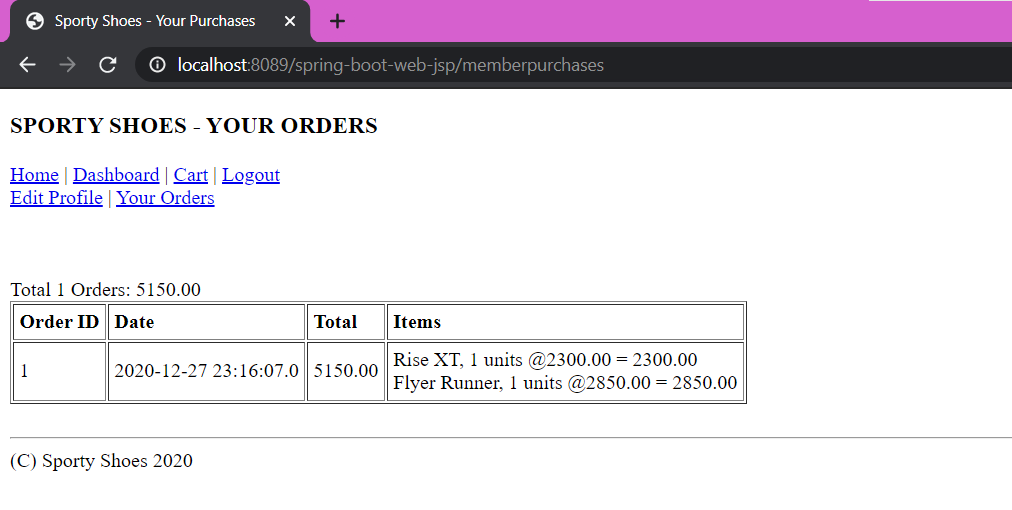 Sporty Shoes - Your Purchases
localhost:8089/spring-boot-web-jsp/memberpurchases
SPORTY SHOES - YOUR ORDERS
Home | Dashboard | Cart | Logout
Edit Profile | Your Orders
Total 1 Orders: 5150.00
Order ID Date Total Items
1 2020-12-27 23:16:07.0 5150.00 Rise XT, 1 units @2300.00 = 2300.00
Flyer Runner, 1 units @2850.00 = 2850.00
(C) Sporty Shoes 2020